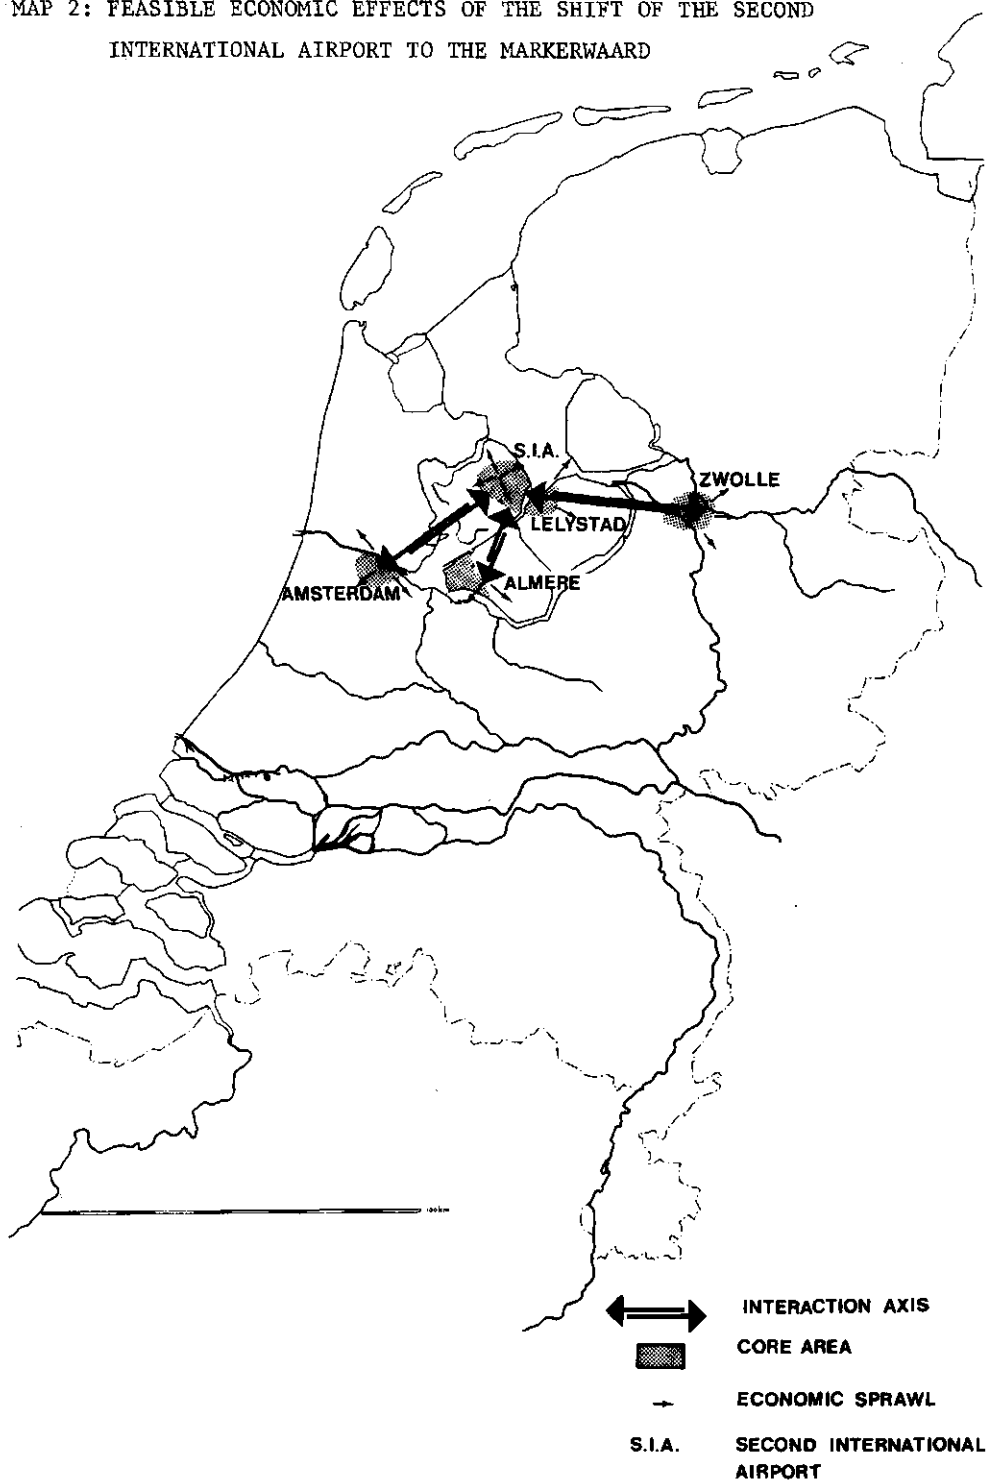 MAP 2: FEASIBLE ECONOMIC EFFECTS OF THE SHIFT OF THE SECOND
INTERNATIONAL AIRPORT TO THE MARKERWAARD
S.I.A.
ZWOLLE
LELYSTAD
AMSTERDAM
ALMERE
INTERACTION AXIS
CORE AREA
ECONOMIC SPRAWL
S.I.A. SECOND INTERNATIONAL
AIRPORT